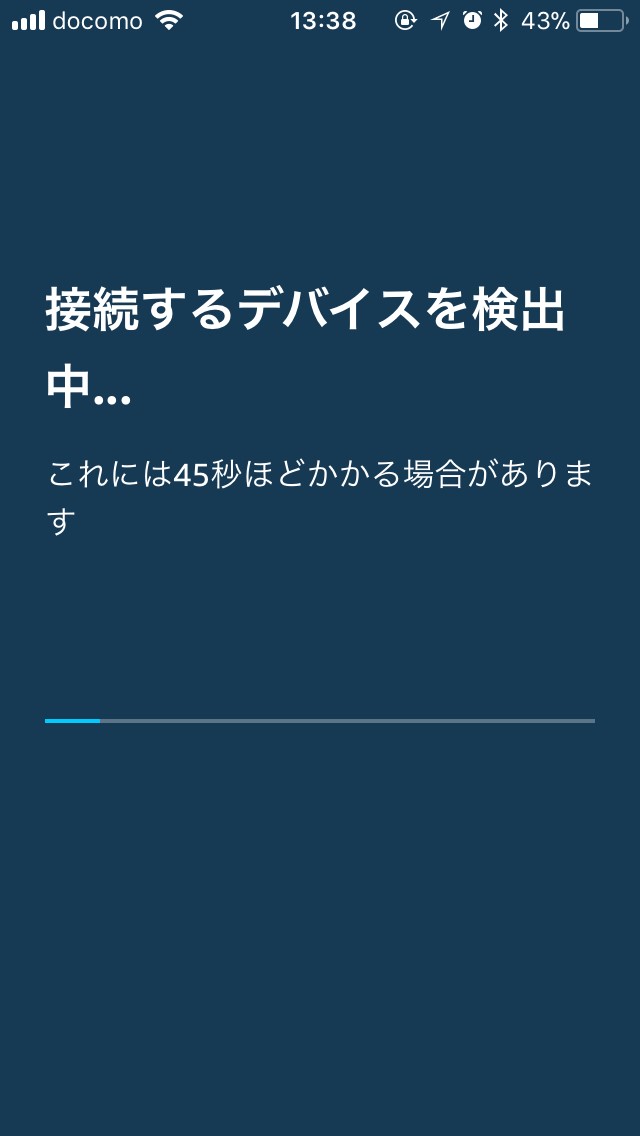 docomo 13:38 43%
接続するデバイスを検出
中...
これには45秒ほどかかる場合がありま
す